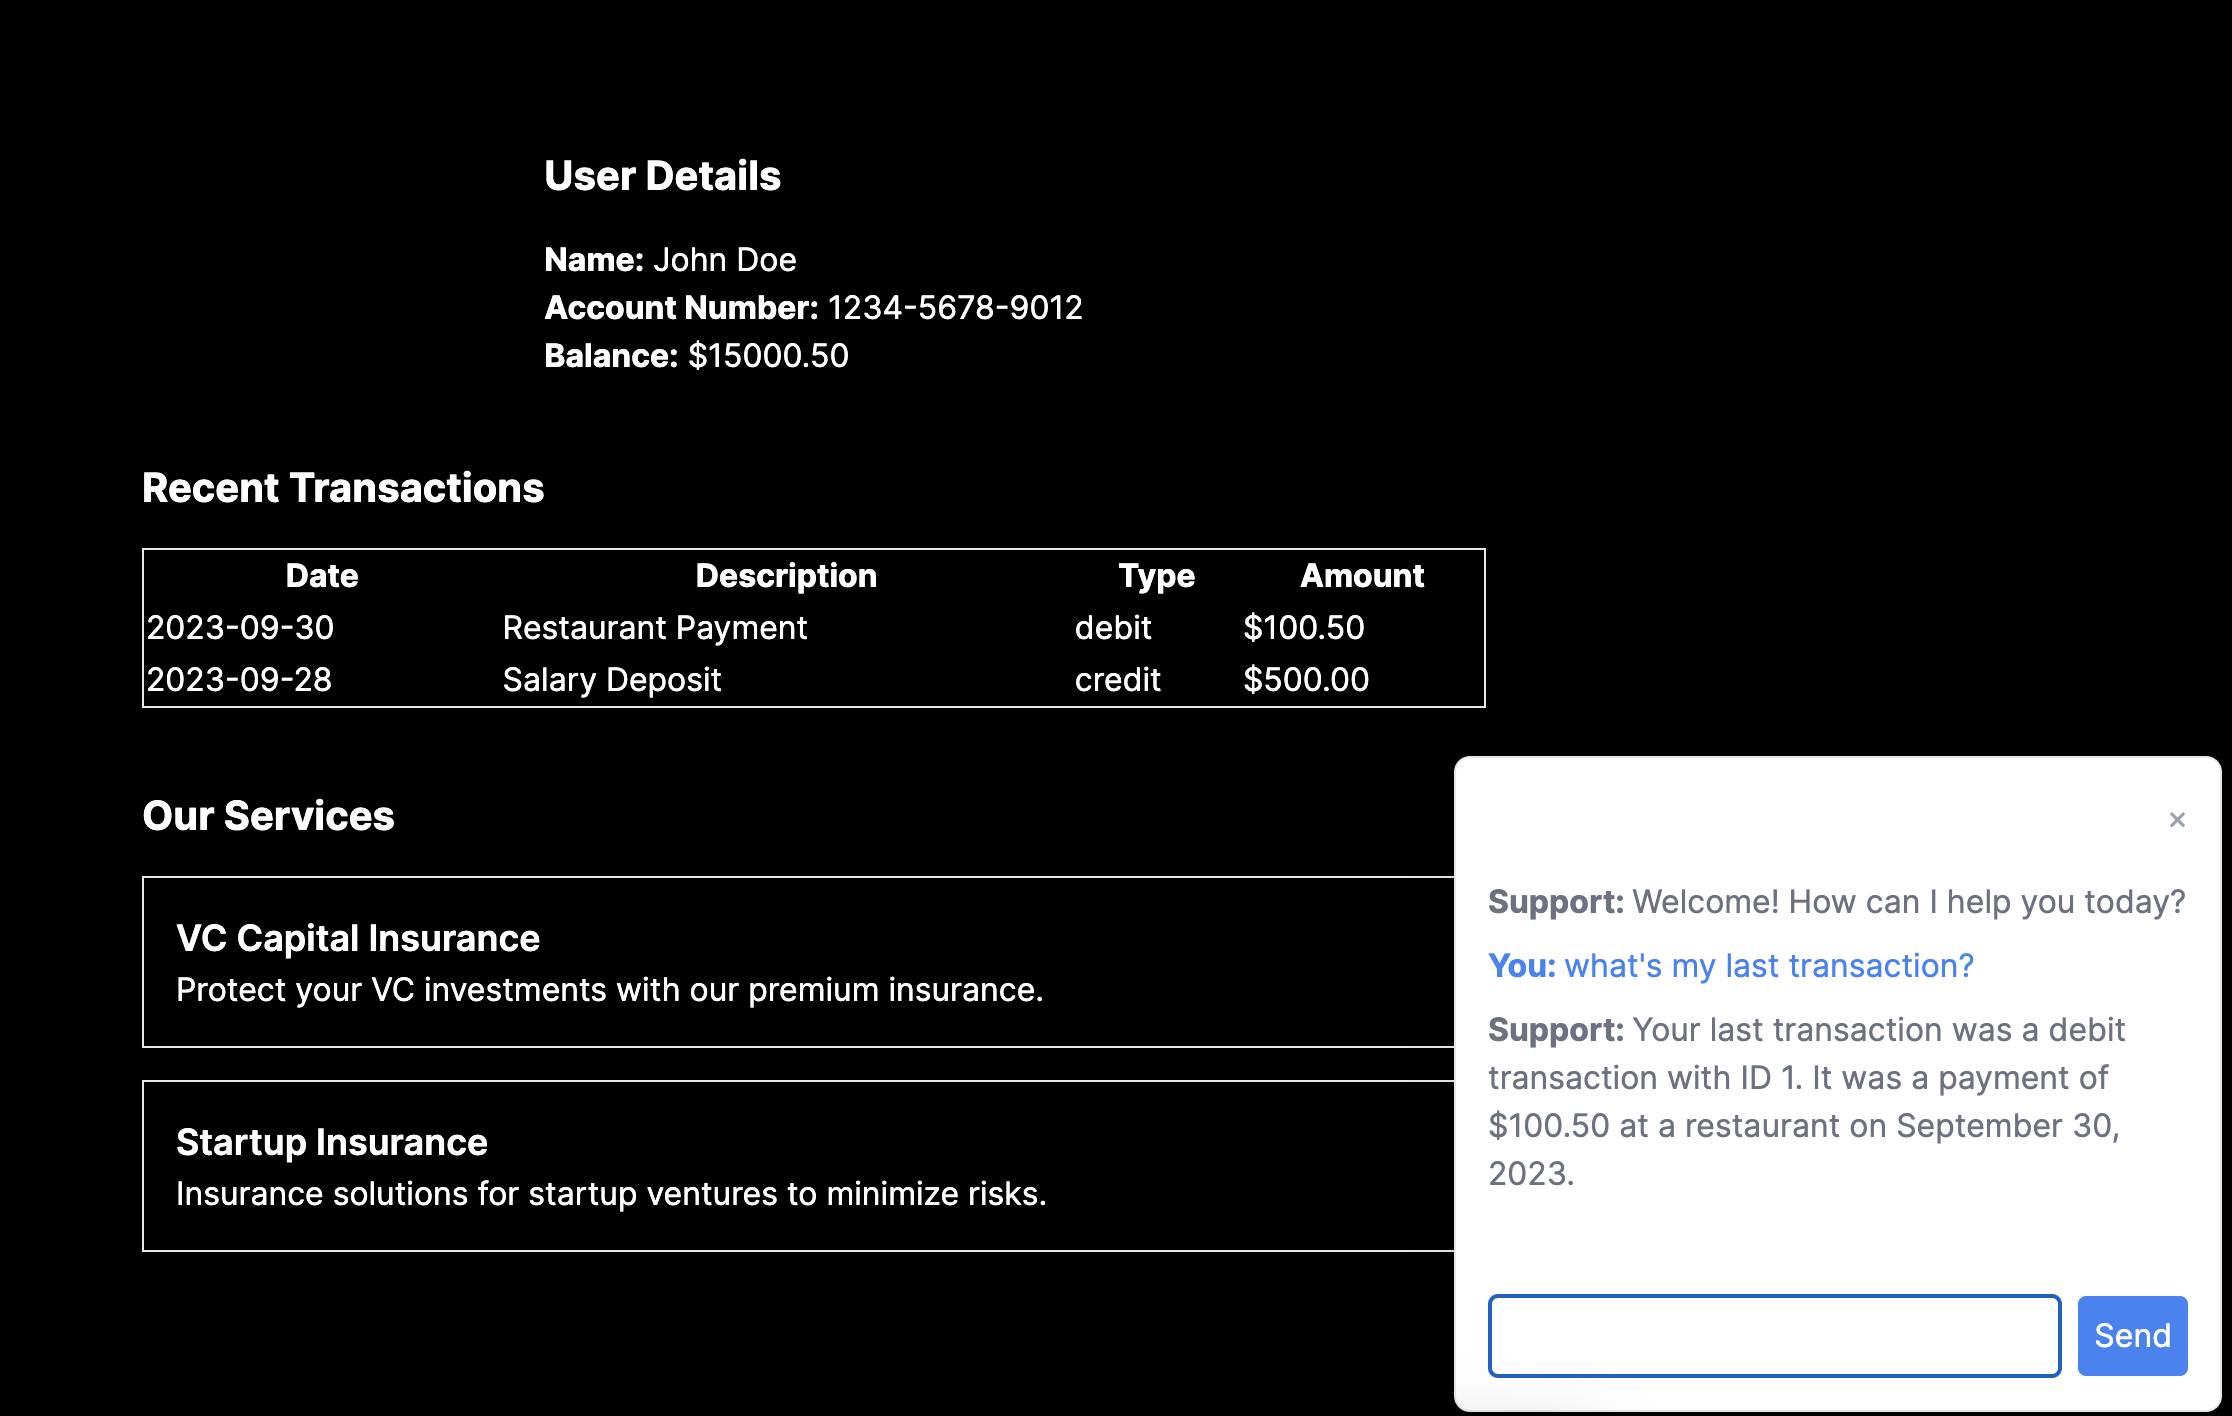 User Details
Name: John Doe
Account Number: 1234-5678-9012
Balance: $15000.50
Recent Transactions
Date Description Type Amount
2023-09-30 Restaurant Payment debit $100.50
2023-09-28 Salary Deposit credit $500.00
Our Services
VC Capital Insurance
Protect your VC investments with our premium insurance.
Startup Insurance
Insurance solutions for startup ventures to minimize risks.
×
Support: Welcome! How can I help you today?
You: what's my last transaction?
Support: Your last transaction was a debit
transaction with ID 1. It was a payment of
$100.50 at a restaurant on September 30,
2023.
Send